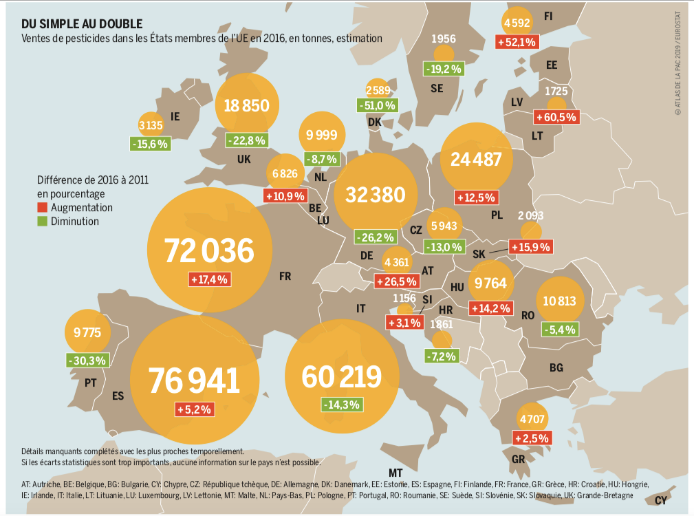 DU SIMPLE AU DOUBLE
Ventes de pesticides dans les États membres de l'UE en 2016, en tonnes, estimation
4 592
FI
+ 52,1 %
1956
- 19,2 %
SE
EE
LV
1725
+ 60,5 %
LT
2589
- 51,0 %
DK
IE
3 135
- 15,6 %
18 850
- 22,8 %
UK
9 999
- 8,7 %
NL
6 826
+ 10,9 %
BE
LU
24 487
+ 12,5 %
PL
32 380
- 26,2 %
DE
Différence de 2016 à 2011
en pourcentage
Augmentation
Diminution
CZ
5 943
- 13,0 %
2 093
SK
+ 15,9 %
72 036
+ 17,4 %
FR
4 361
AT
+ 26,5 %
HU
9 764
+ 14,2 %
IT
1 156
SI
+ 3,1 %
HR
1861
- 7,2 %
RO
10 813
- 5,4 %
BG
9 775
- 30,3 %
PT
ES
76 941
+ 5,2 %
60 219
- 14,3 %
4 707
+ 2,5 %
GR
MT
CY
Détails manquants complétés avec les plus proches temporellement.
Si les écarts statistiques sont trop importants, aucune information sur le pays n'est possible.
AT: Autriche, BE: Belgique, BG: Bulgarie, CY: Chypre, CZ: République tchèque, DE: Allemagne, DK: Danemark, EE: Estonie, ES: Espagne, FI: Finlande, FR: France, GR: Grèce, HR: Croatie, HU: Hongrie,
IE: Irlande, IT: Italie, LT: Lituanie, LU: Luxembourg, LV: Lettonie, MT: Malte, NL: Pays-Bas, PL: Pologne, PT: Portugal, RO: Roumanie, SE: Suède, SI: Slovénie, SK: Slovaquie, UK: Grande-Bretagne
© ATLAS DE LA PAC 2019 / EUROSTAT